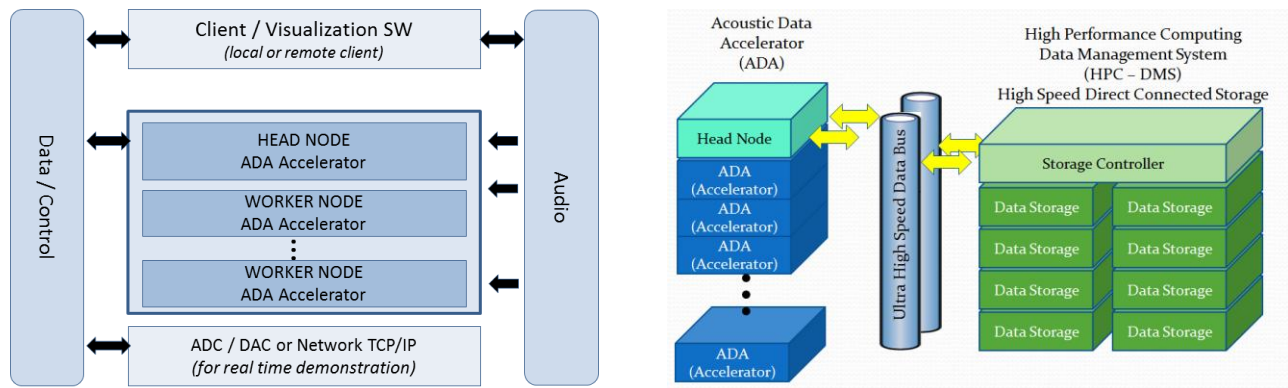 Data / Control
Client / Visualization SW
(local or remote client)
HEAD NODE
ADA Accelerator
WORKER NODE
ADA Accelerator
WORKER NODE
ADA Accelerator
ADC / DAC or Network TCP/IP
(for real time demonstration)
Audio
Acoustic Data
Accelerator
(ADA)
Head Node
ADA
(Accelerator)
ADA
(Accelerator)
ADA
(Accelerator)
ADA
(Accelerator)
Ultra High Speed Data Bus
High Performance Computing
Data Management System
(HPC – DMS)
High Speed Direct Connected Storage
Storage Controller
Data Storage
Data Storage
Data Storage
Data Storage
Data Storage
Data Storage
Data Storage
Data Storage